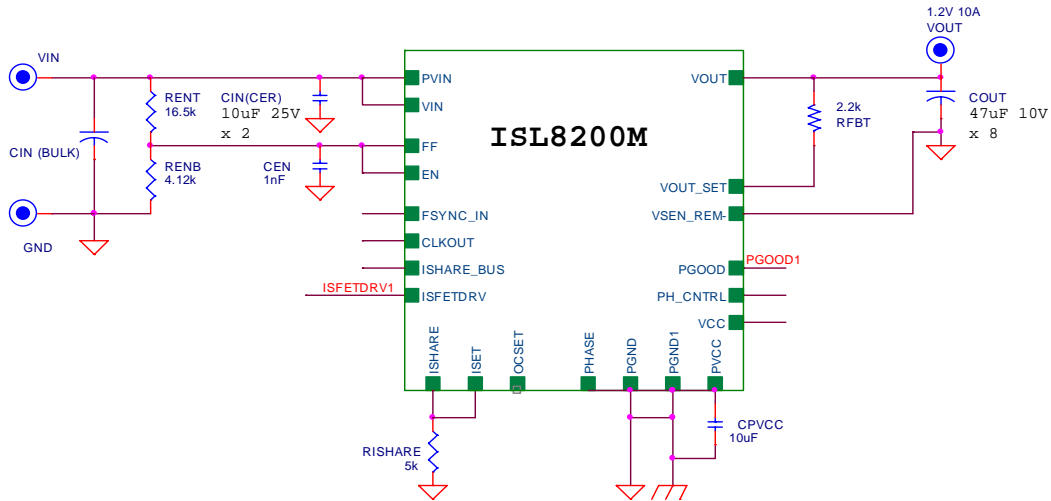 1.2V 10A
VOUT
VIN
PVIN
VOUT
RENT
16.5k
CIN(CER)
10uF 25V
x 2
VIN
2.2k
RFBT
COUT
47uF 10V
x 8
ISL8200M
CIN (BULK)
FF
RENB
4.12k
CEN
1nF
EN
VOUT_SET
FSYNC_IN
VSEN_REM-
GND
CLKOUT
ISHARE_BUS
PGOOD
PGOOD1
ISFETDRV1
ISFETDRV
PH_CNTRL
VCC
ISHARE
ISET
OCSET
PHASE
PGND
PGND1
PVCC
RISHARE
5k
CPVCC
10uF